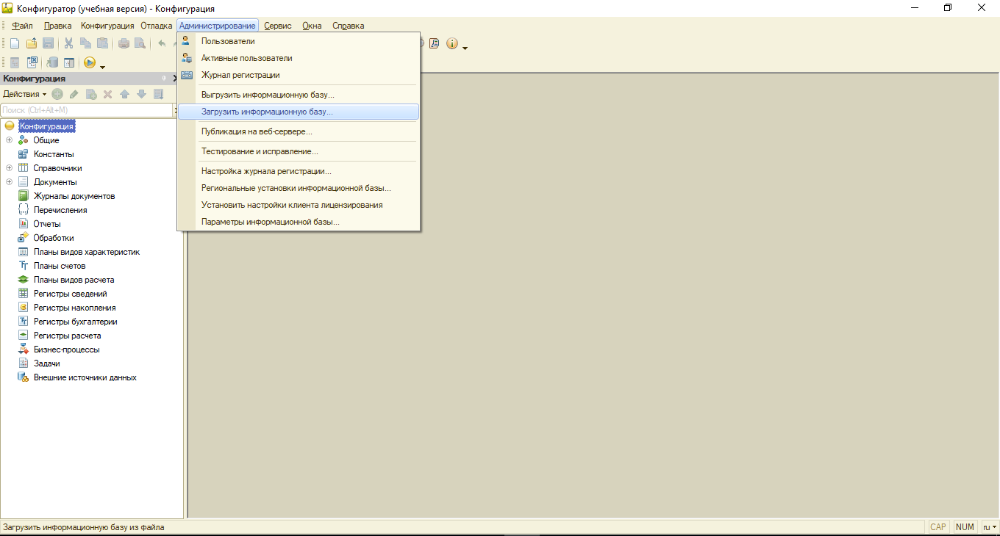 Конфигуратор (учебная версия) - Конфигурация
Файл Правка Конфигурация Отладка Администрирование Сервис Окна Справка
Пользователи
Активные пользователи
Журнал регистрации
Выгрузить информационную базу...
Загрузить информационную базу...
Публикация на веб-сервере...
Тестирование и исправление...
Настройка журнала регистрации...
Региональные установки информационной базы...
Установить настройки клиента лицензирования
Параметры информационной базы...
Конфигурация
Действия
Поиск (Ctrl+Alt+M)
Конфигурация
Общие
Константы
Справочники
Документы
Журналы документов
Перечисления
Отчеты
Обработки
Планы видов характеристик
Планы счетов
Планы видов расчета
Регистры сведений
Регистры накопления
Регистры бухгалтерии
Регистры расчета
Бизнес-процессы
Задачи
Внешние источники данных
Загрузить информационную базу из файла CAP NUM ru